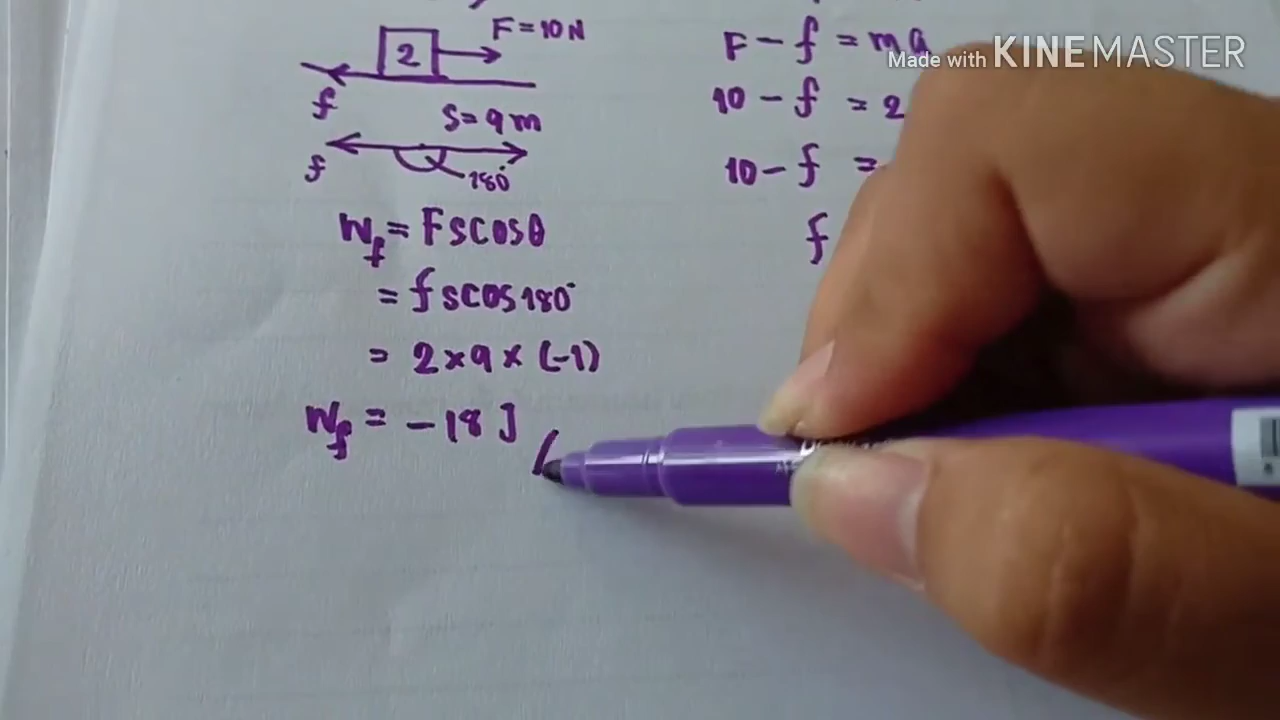 F = 10 N
2
f
S = 9 m
f
180°
W_f = F s cos θ
= f s cos 180°
= 2 × 9 × (-1)
W_f = -18 J
F - f = ma
10 - f = 2
10 - f =
f
Made with KINEMASTER